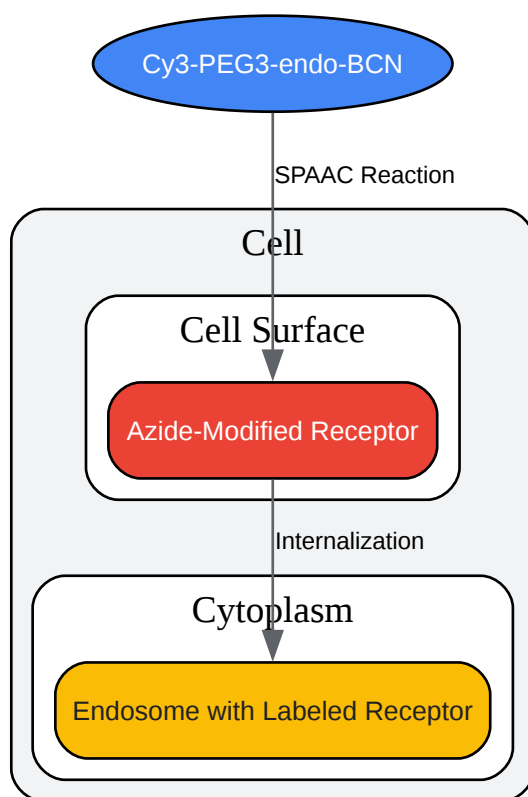 Cy3-PEG3-endo-BCN
SPAAC Reaction
Cell
Cell Surface
Azide-Modified Receptor
Internalization
Cytoplasm
Endosome with Labeled Receptor